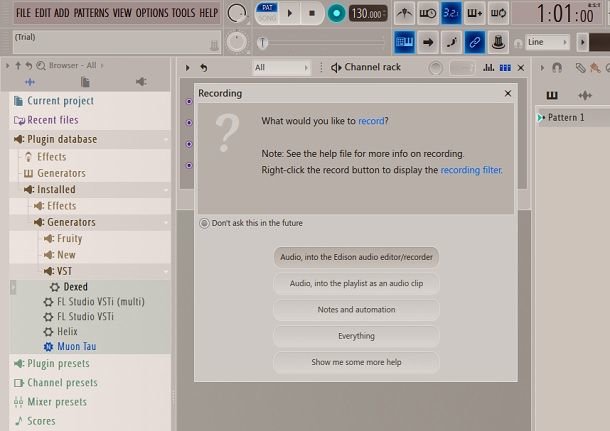 FILE EDIT ADD PATTERNS VIEW OPTIONS TOOLS HELP
(Trial)
PAT
SONG
130.000
3.2.1
1:01:00
Line
Browser - All
Current project
Recent files
Plugin database
Effects
Generators
Installed
Effects
Generators
Fruity
New
VST
Dexed
FL Studio VSTi (multi)
FL Studio VSTi
Helix
Muon Tau
Plugin presets
Channel presets
Mixer presets
Scores
All
Channel rack
Recording
What would you like to record?
Note: See the help file for more info on recording.
Right-click the record button to display the recording filter.
Don't ask this in the future
Audio, into the Edison audio editor/recorder
Audio, into the playlist as an audio clip
Notes and automation
Everything
Show me some more help
Pattern 1